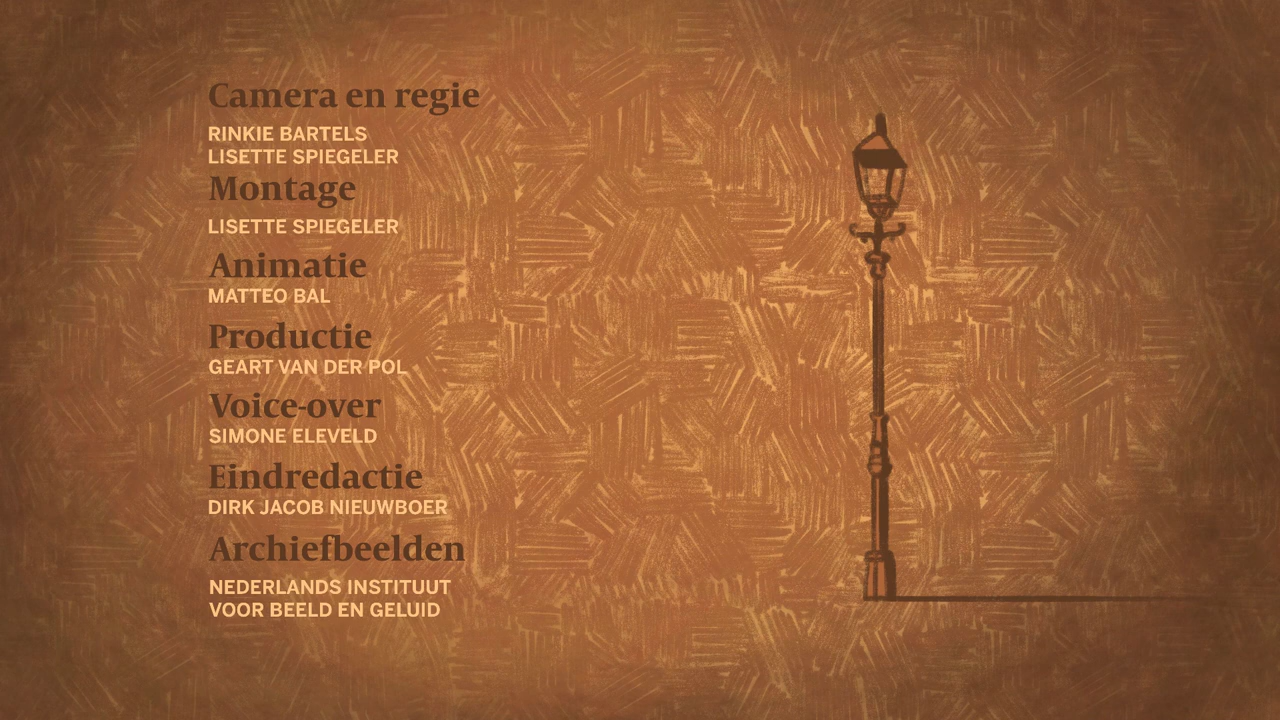 Camera en regie
RINKIE BARTELS
LISETTE SPIEGELER
Montage
LISETTE SPIEGELER
Animatie
MATTEO BAL
Productie
GEART VAN DER POL
Voice-over
SIMONE ELEVELD
Eindredactie
DIRK JACOB NIEUWBOER
Archiefbeelden
NEDERLANDS INSTITUUT
VOOR BEELD EN GELUID